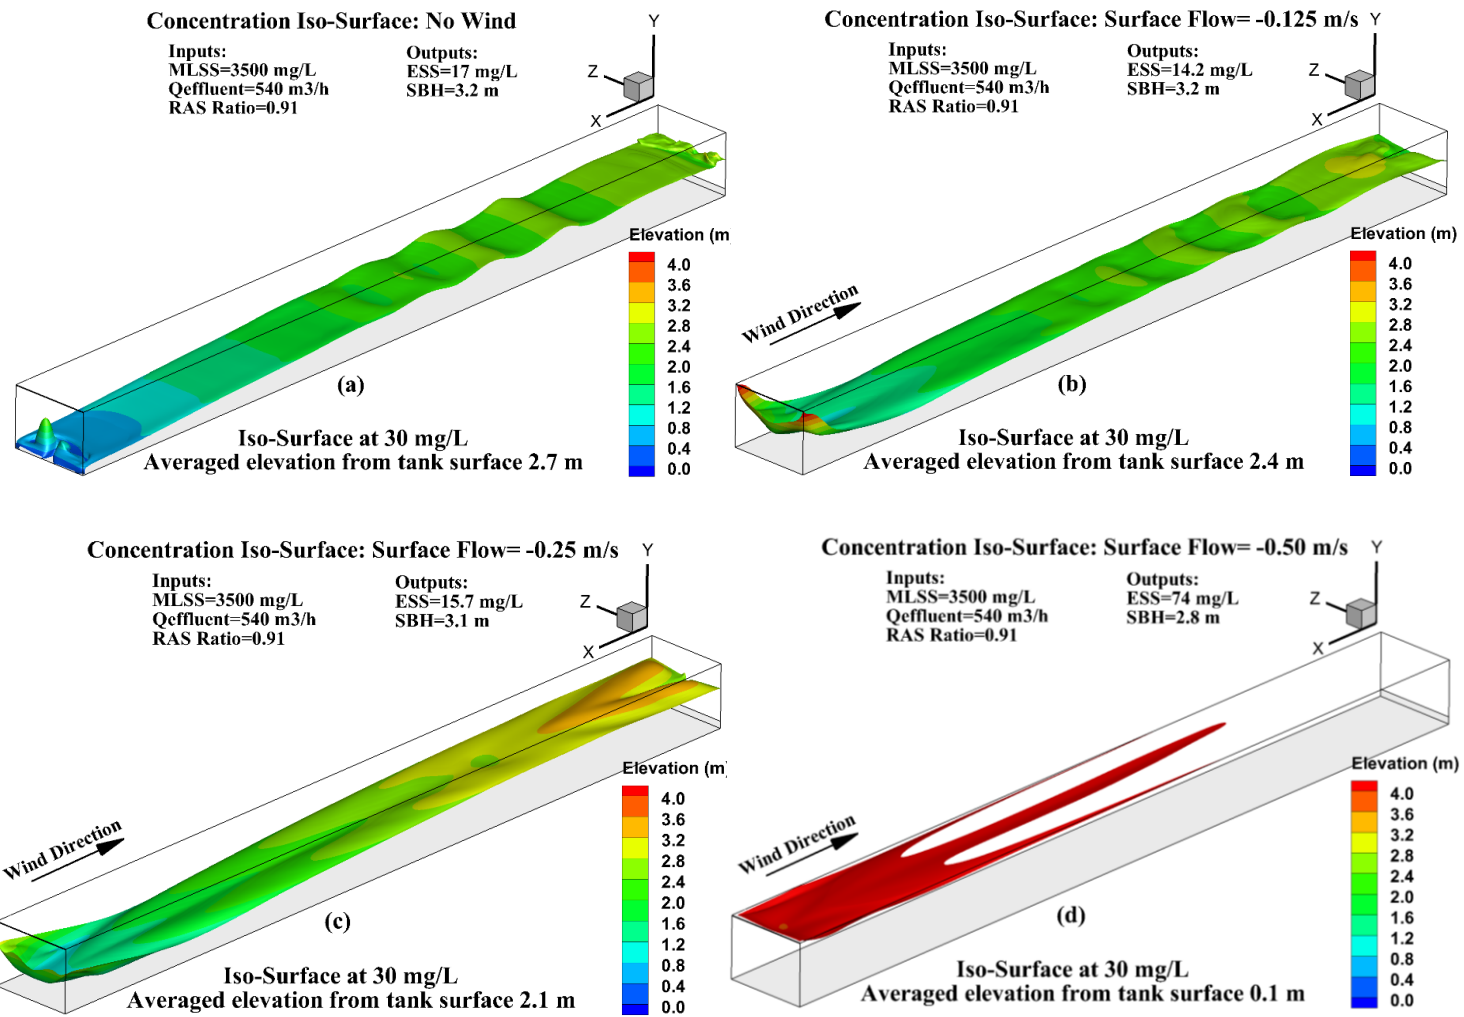 Concentration Iso-Surface: No Wind
Inputs:
MLSS=3500 mg/L
Qeffluent=540 m3/h
RAS Ratio=0.91
Outputs:
ESS=17 mg/L
SBH=3.2 m
Y
Z
X
Elevation (m
4.0
3.6
3.2
2.8
2.4
2.0
1.6
1.2
0.8
0.4
0.0
(a)
Iso-Surface at 30 mg/L
Averaged elevation from tank surface 2.7 m
Concentration Iso-Surface: Surface Flow= -0.125 m/s
Inputs:
MLSS=3500 mg/L
Qeffluent=540 m3/h
RAS Ratio=0.91
Outputs:
ESS=14.2 mg/L
SBH=3.2 m
Y
Z
X
Elevation (m)
4.0
3.6
3.2
2.8
2.4
2.0
1.6
1.2
0.8
0.4
0.0
Wind Direction
(b)
Iso-Surface at 30 mg/L
Averaged elevation from tank surface 2.4 m
Concentration Iso-Surface: Surface Flow= -0.25 m/s
Inputs:
MLSS=3500 mg/L
Qeffluent=540 m3/h
RAS Ratio=0.91
Outputs:
ESS=15.7 mg/L
SBH=3.1 m
Y
Z
X
Elevation (m)
4.0
3.6
3.2
2.8
2.4
2.0
1.6
1.2
0.8
0.4
0.0
Wind Direction
(c)
Iso-Surface at 30 mg/L
Averaged elevation from tank surface 2.1 m
Concentration Iso-Surface: Surface Flow= -0.50 m/s
Inputs:
MLSS=3500 mg/L
Qeffluent=540 m3/h
RAS Ratio=0.91
Outputs:
ESS=74 mg/L
SBH=2.8 m
Y
Z
X
Elevation (m)
4.0
3.6
3.2
2.8
2.4
2.0
1.6
1.2
0.8
0.4
0.0
Wind Direction
(d)
Iso-Surface at 30 mg/L
Averaged elevation from tank surface 0.1 m